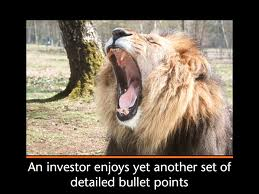 An investor enjoys yet another set of
detailed bullet points